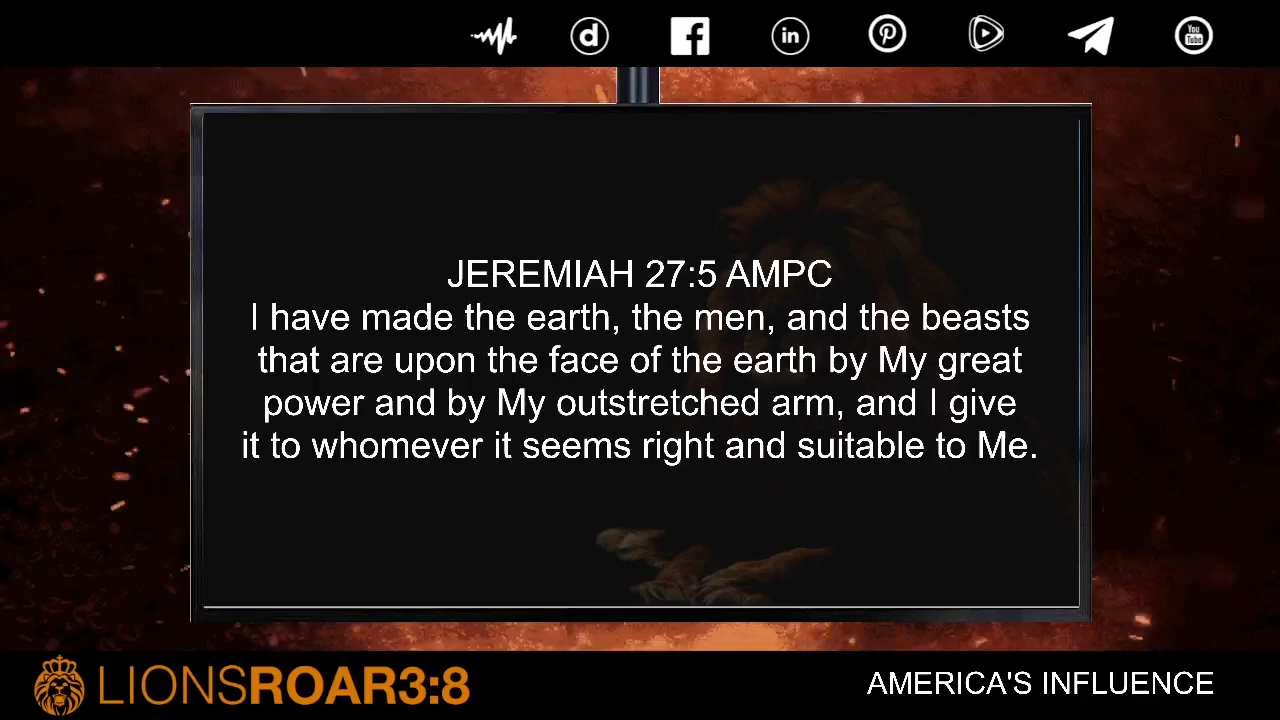 You
Tube
JEREMIAH 27:5 AMPC
I have made the earth, the men, and the beasts
that are upon the face of the earth by My great
power and by My outstretched arm, and I give
it to whomever it seems right and suitable to Me.
LIONSROAR3:8
AMERICA'S INFLUENCE